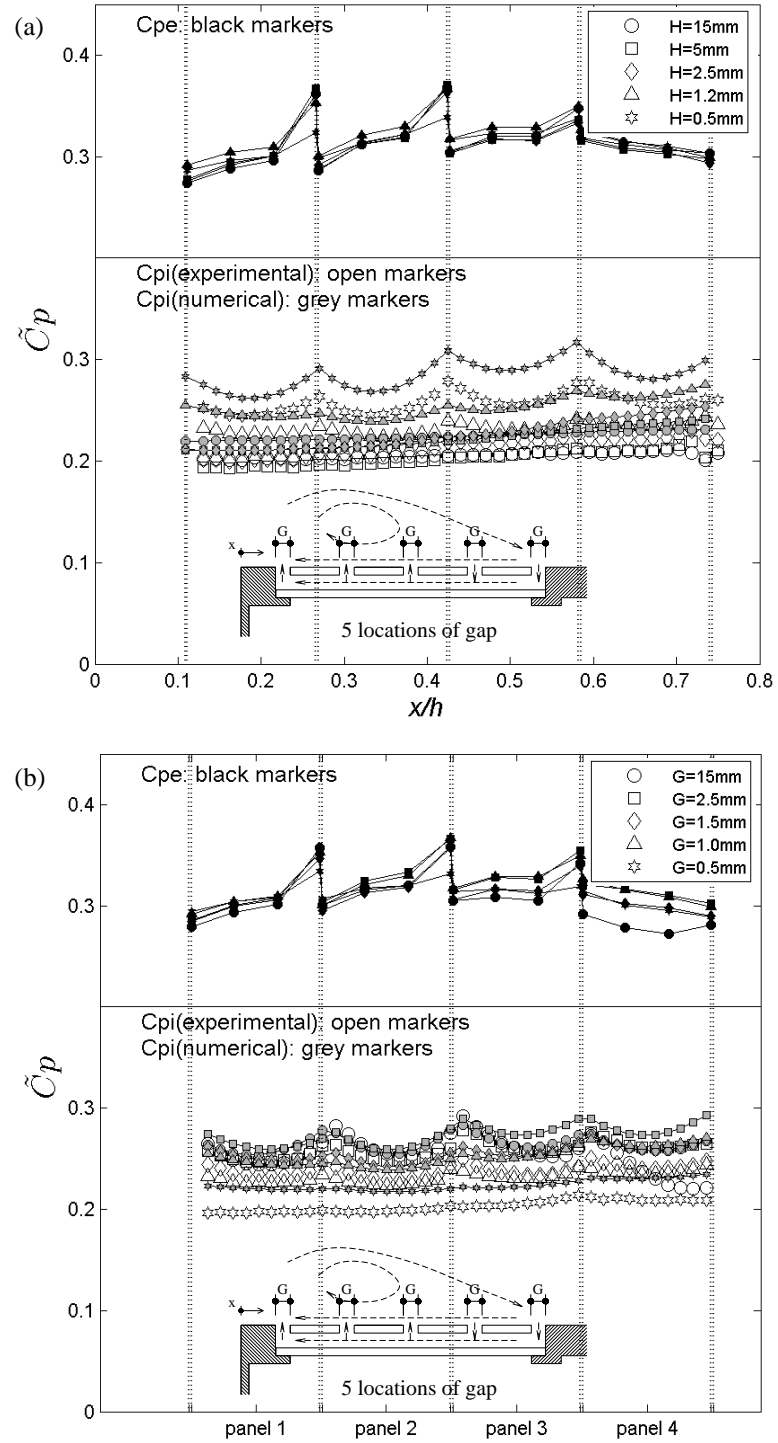 (a)
Cpe: black markers
H=15mm
H=5mm
H=2.5mm
H=1.2mm
H=0.5mm
0.4
0.3
Cpi(experimental): open markers
Cpi(numerical): grey markers
C̃p
0.3
0.2
0.1
0
G G G G G
x
5 locations of gap
0 0.1 0.2 0.3 0.4 0.5 0.6 0.7 0.8
x/h
(b)
Cpe: black markers
G=15mm
G=2.5mm
G=1.5mm
G=1.0mm
G=0.5mm
0.4
0.3
Cpi(experimental): open markers
Cpi(numerical): grey markers
C̃p
0.3
0.2
0.1
0
G G G G G
x
5 locations of gap
panel 1 panel 2 panel 3 panel 4